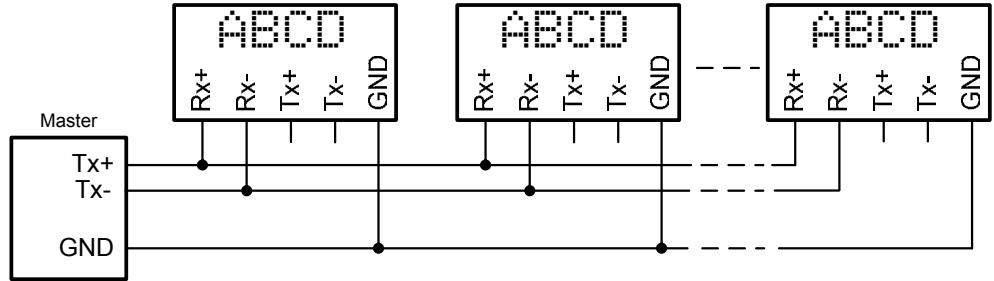 ABCD
Rx+
Rx-
Tx+
Tx-
GND
ABCD
Rx+
Rx-
Tx+
Tx-
GND
ABCD
Rx+
Rx-
Tx+
Tx-
GND
Master
Tx+
Tx-
GND